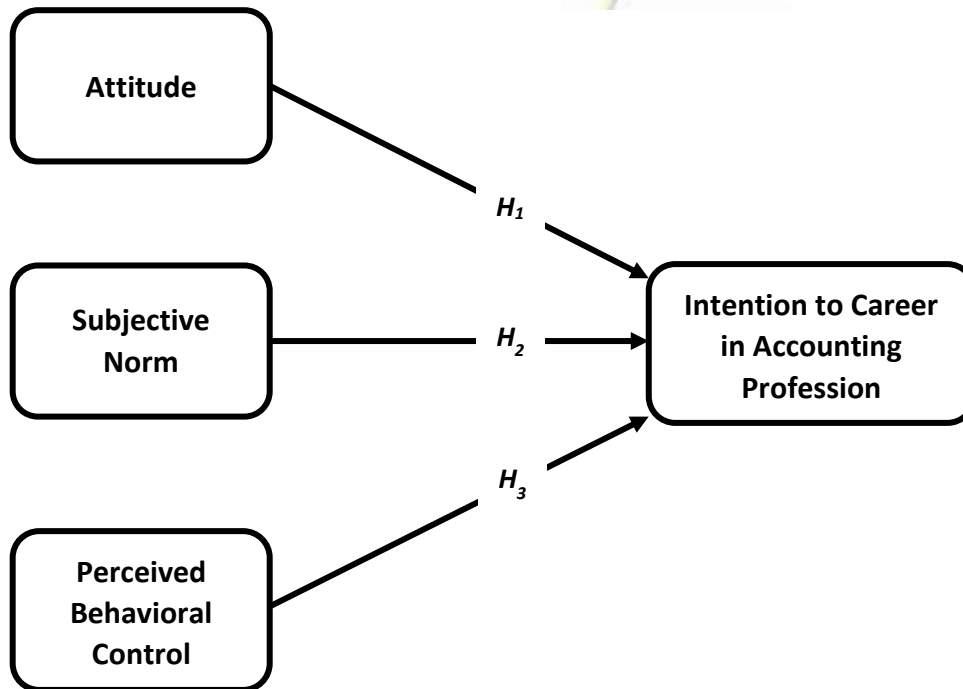 Attitude
H₁
Subjective
Norm
H₂
Intention to Career
in Accounting
Profession
H₃
Perceived
Behavioral
Control